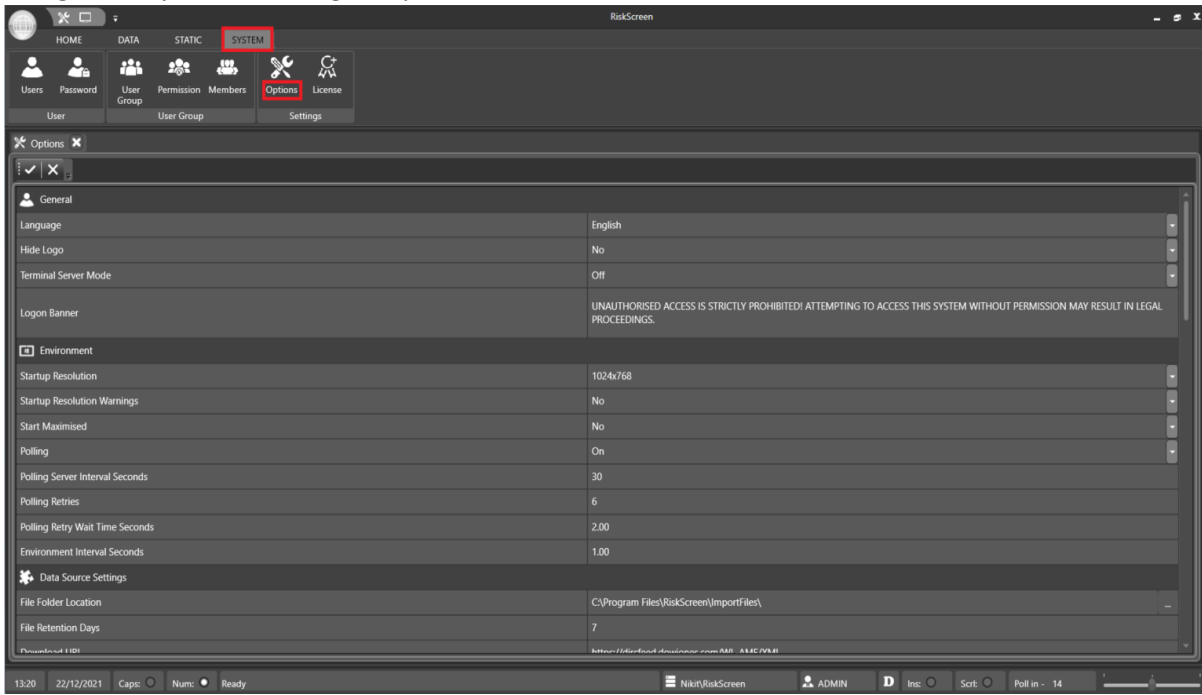 RiskScreen
HOME DATA STATIC SYSTEM
Users Password User Group Permission Members Options License
User User Group Settings
Options
General
Language English
Hide Logo No
Terminal Server Mode Off
Logon Banner UNAUTHORISED ACCESS IS STRICTLY PROHIBITED! ATTEMPTING TO ACCESS THIS SYSTEM WITHOUT PERMISSION MAY RESULT IN LEGAL
PROCEEDINGS.
Environment
Startup Resolution 1024x768
Startup Resolution Warnings No
Start Maximised No
Polling On
Polling Server Interval Seconds 30
Polling Retries 6
Polling Retry Wait Time Seconds 2.00
Environment Interval Seconds 1.00
Data Source Settings
File Folder Location C:\Program Files\RiskScreen\ImportFiles\ ...
File Retention Days 7
Download URL
13:20 22/12/2021 Caps: Num: Ready Nikit\RiskScreen ADMIN D Ins: Scrl: Poll in - 14